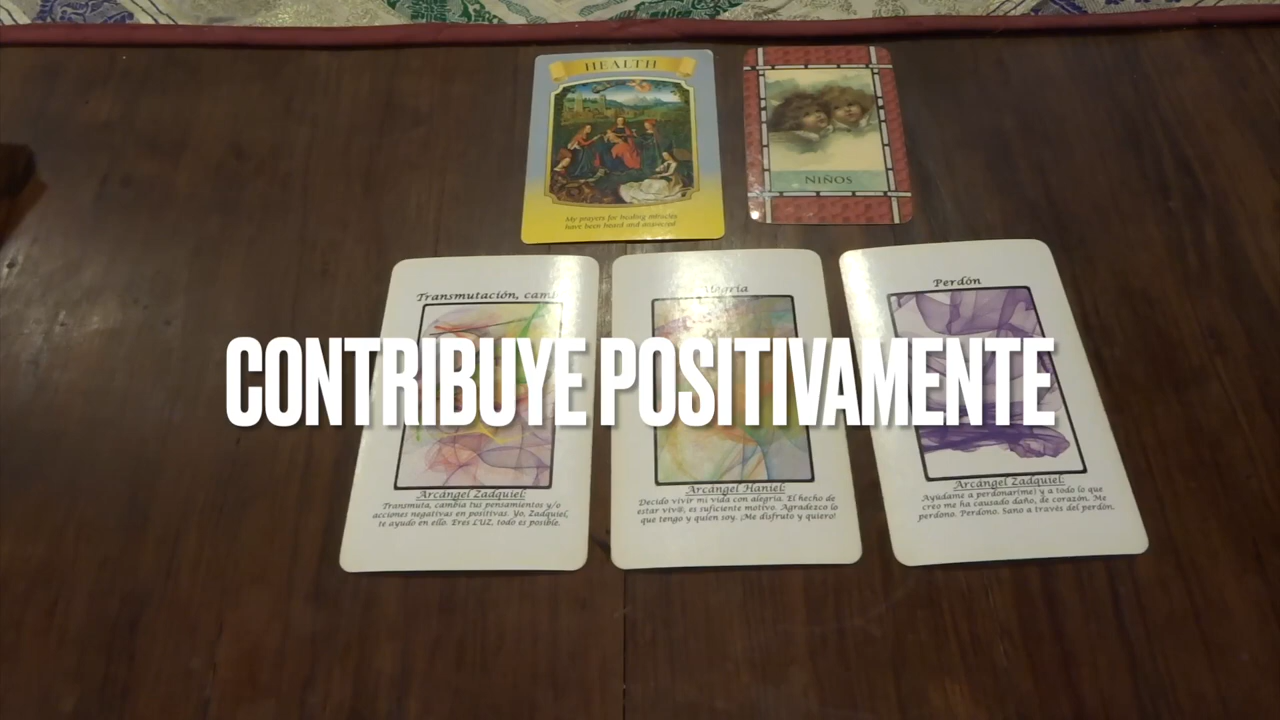 HEALTH
My prayers for healing miracles
have been heard and answered.
NIÑOS
Transmutación, cam
Alegría
Perdón
CONTRIBUYE POSITIVAMENTE
Arcángel Zadquiel:
Transmuta, cambia tus pensamientos y/o
acciones negativas en positivas. Yo, Zadquiel,
te ayudo en ello. Eres LUZ, todo es posible.
Arcángel Haniel:
Decido vivir mi vida con alegría. El hecho de
estar viv@, es suficiente motivo. Agradezco lo
que tengo y quien soy. ¡Me disfruto y quiero!
Arcángel Zadquiel:
Ayúdame a perdonar(me) y a todo lo que
creo me ha causado daño, de corazón. Me
perdono. Perdono. Sano a través del perdón.